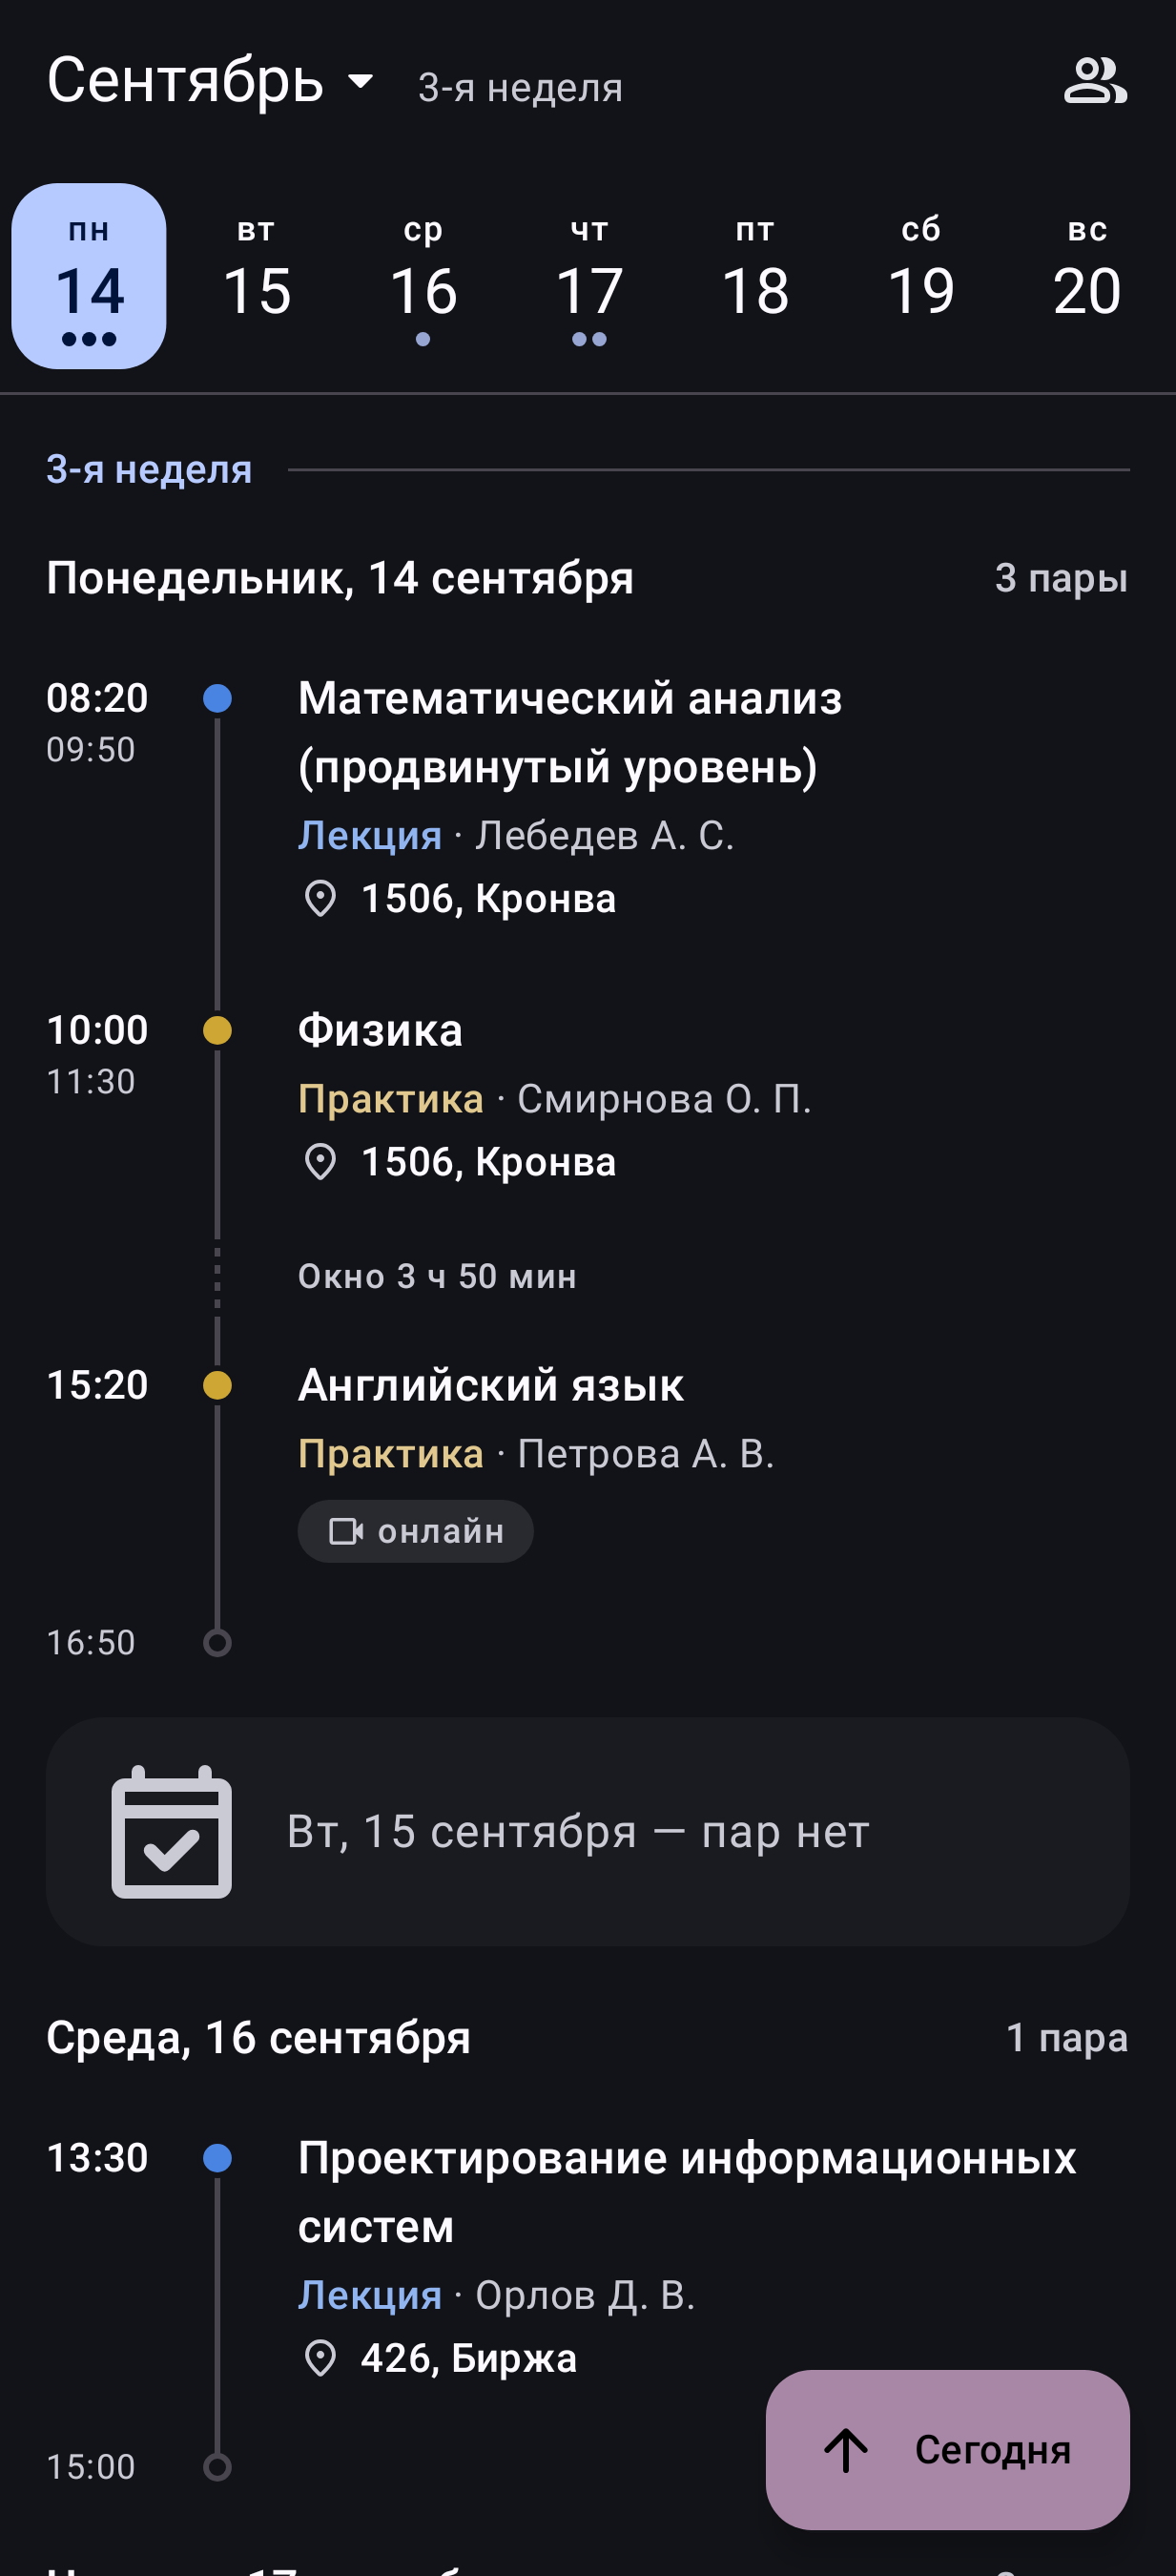 Сентябрь 3-я неделя
пн вт ср чт пт сб вс
14 15 16 17 18 19 20
3-я неделя
Понедельник, 14 сентября 3 пары
08:20 Математический анализ
09:50 (продвинутый уровень)
Лекция · Лебедев А. С.
1506, Кронва
10:00 Физика
11:30 Практика · Смирнова О. П.
1506, Кронва
Окно 3 ч 50 мин
15:20 Английский язык
Практика · Петрова А. В.
онлайн
16:50
Вт, 15 сентября — пар нет
Среда, 16 сентября 1 пара
13:30 Проектирование информационных
систем
Лекция · Орлов Д. В.
426, Биржа
15:00 Сегодня